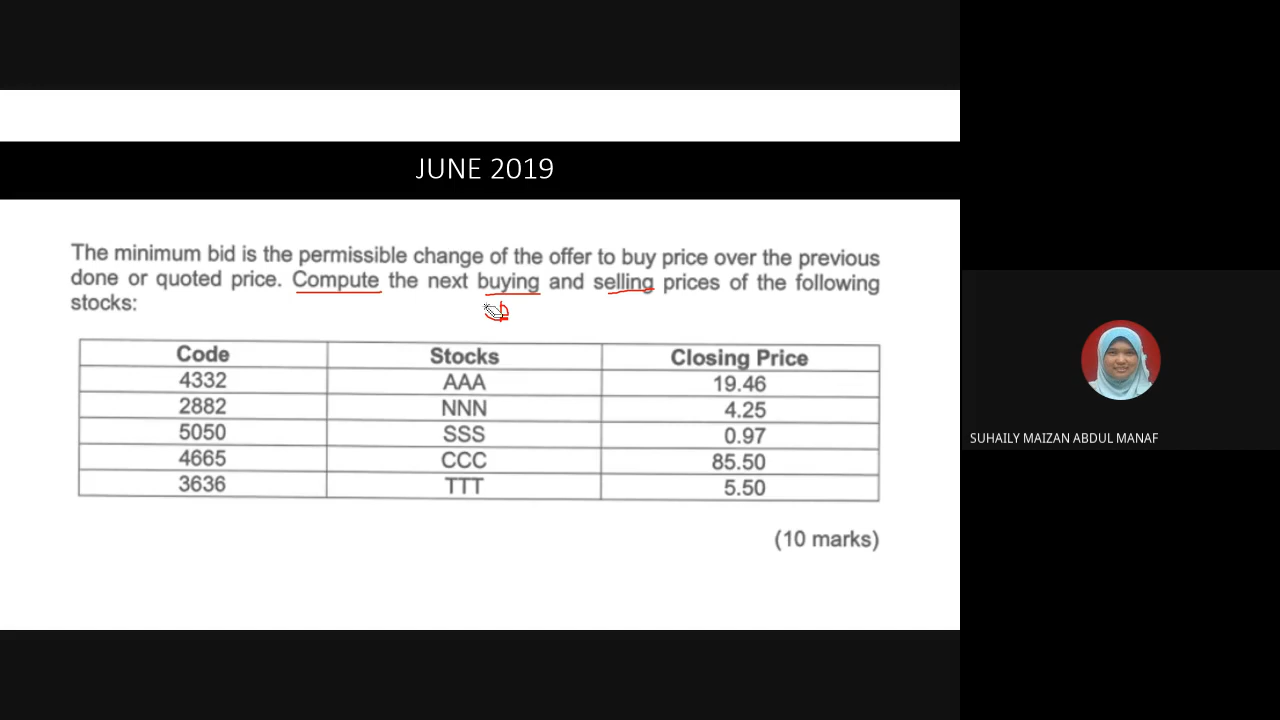 JUNE 2019
The minimum bid is the permissible change of the offer to buy price over the previous
done or quoted price. Compute the next buying and selling prices of the following
stocks:
Code Stocks Closing Price
4332 AAA 19.46
2882 NNN 4.25
5050 SSS 0.97
4665 CCC 85.50
3636 TTT 5.50
(10 marks)
SUHAILY MAIZAN ABDUL MANAF